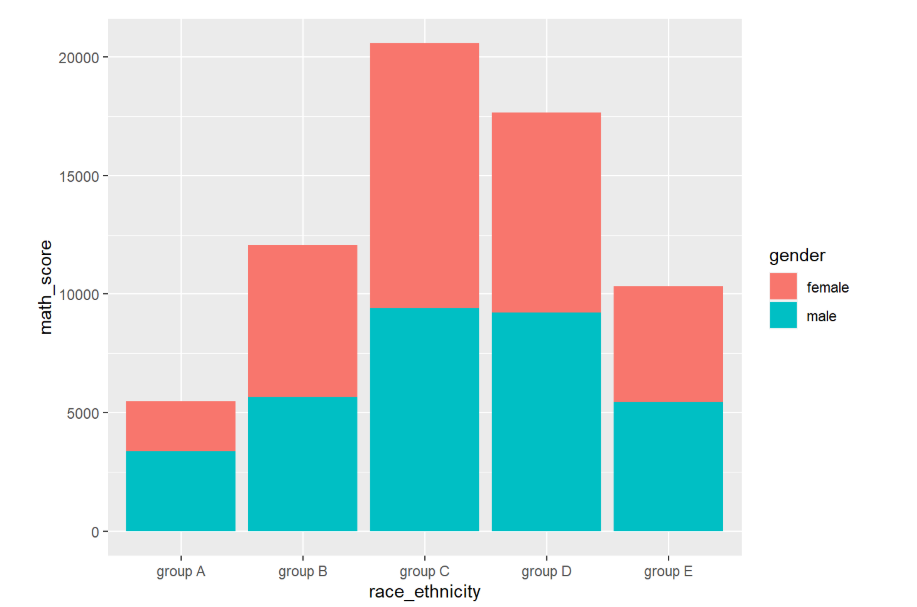 20000
15000
10000
5000
0
math_score
group A group B group C group D group E
race_ethnicity
gender
female
male